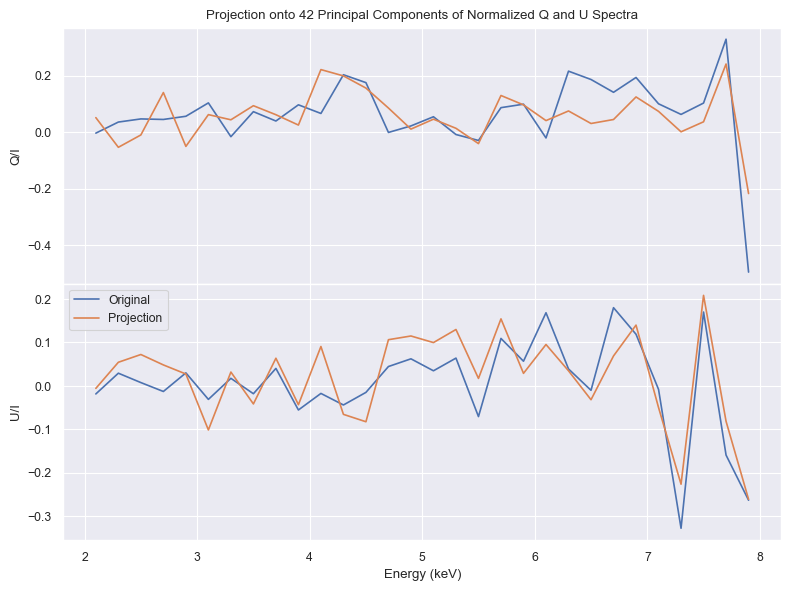 Projection onto 42 Principal Components of Normalized Q and U Spectra
0.2
0.0
-0.2
-0.4
Q/I
Original
Projection
0.2
0.1
0.0
-0.1
-0.2
-0.3
U/I
2 3 4 5 6 7 8
Energy (keV)